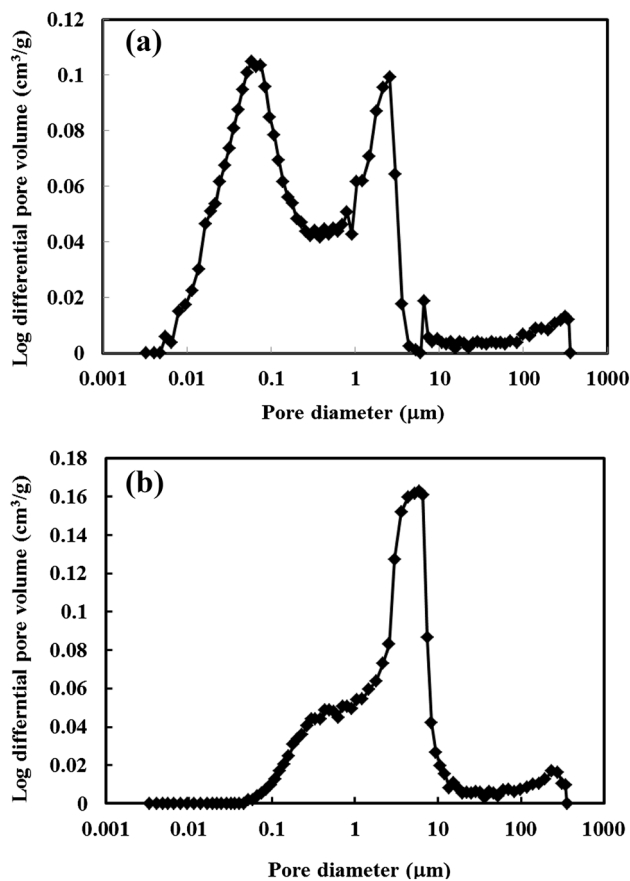 (a)
Log differential pore volume (cm³/g)
0.12
0.1
0.08
0.06
0.04
0.02
0
0.001 0.01 0.1 1 10 100 1000
Pore diameter (μm)
(b)
Log differntial pore volume (cm³/g)
0.18
0.16
0.14
0.12
0.1
0.08
0.06
0.04
0.02
0
0.001 0.01 0.1 1 10 100 1000
Pore diameter (μm)